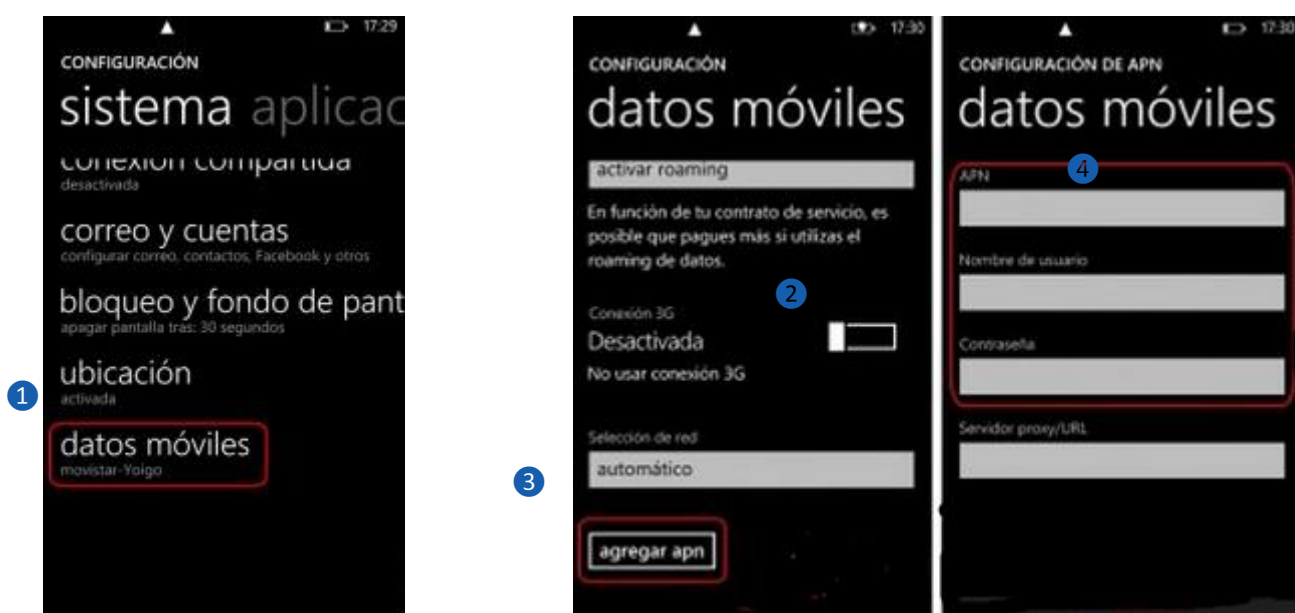 17:29
CONFIGURACIÓN
sistema aplicac
conexión compartida
desactivada
correo y cuentas
configurar correo, contactos, Facebook y otros
bloqueo y fondo de pant
apagar pantalla tras: 30 segundos
1
ubicación
activada
datos móviles
movistar-Yoigo
17:30
CONFIGURACIÓN
datos móviles
activar roaming
En función de tu contrato de servicio, es
posible que pagues más si utilizas el
roaming de datos.
2
Conexión 3G
Desactivada
No usar conexión 3G
Selección de red
automático
3
agregar apn
17:30
CONFIGURACIÓN DE APN
datos móviles
4
APN
Nombre de usuario
Contraseña
Servidor proxy/URL